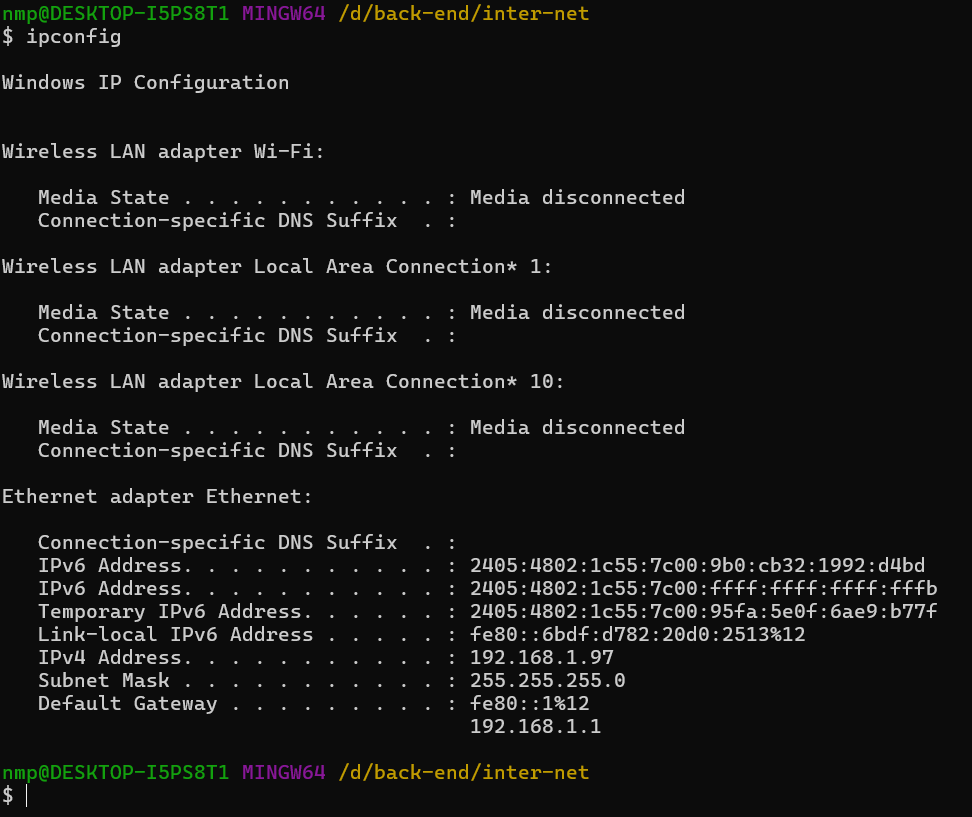 nmp@DESKTOP-I5PS8T1 MINGW64 /d/back-end/inter-net
$ ipconfig

Windows IP Configuration


Wireless LAN adapter Wi-Fi:

   Media State . . . . . . . . . . . : Media disconnected
   Connection-specific DNS Suffix  . :

Wireless LAN adapter Local Area Connection* 1:

   Media State . . . . . . . . . . . : Media disconnected
   Connection-specific DNS Suffix  . :

Wireless LAN adapter Local Area Connection* 10:

   Media State . . . . . . . . . . . : Media disconnected
   Connection-specific DNS Suffix  . :

Ethernet adapter Ethernet:

   Connection-specific DNS Suffix  . :
   IPv6 Address. . . . . . . . . . . : 2405:4802:1c55:7c00:9b0:cb32:1992:d4bd
   IPv6 Address. . . . . . . . . . . : 2405:4802:1c55:7c00:ffff:ffff:ffff:fffb
   Temporary IPv6 Address. . . . . . : 2405:4802:1c55:7c00:95fa:5e0f:6ae9:b77f
   Link-local IPv6 Address . . . . . : fe80::6bdf:d782:20d0:2513%12
   IPv4 Address. . . . . . . . . . . : 192.168.1.97
   Subnet Mask . . . . . . . . . . . : 255.255.255.0
   Default Gateway . . . . . . . . . : fe80::1%12
                                       192.168.1.1

nmp@DESKTOP-I5PS8T1 MINGW64 /d/back-end/inter-net
$